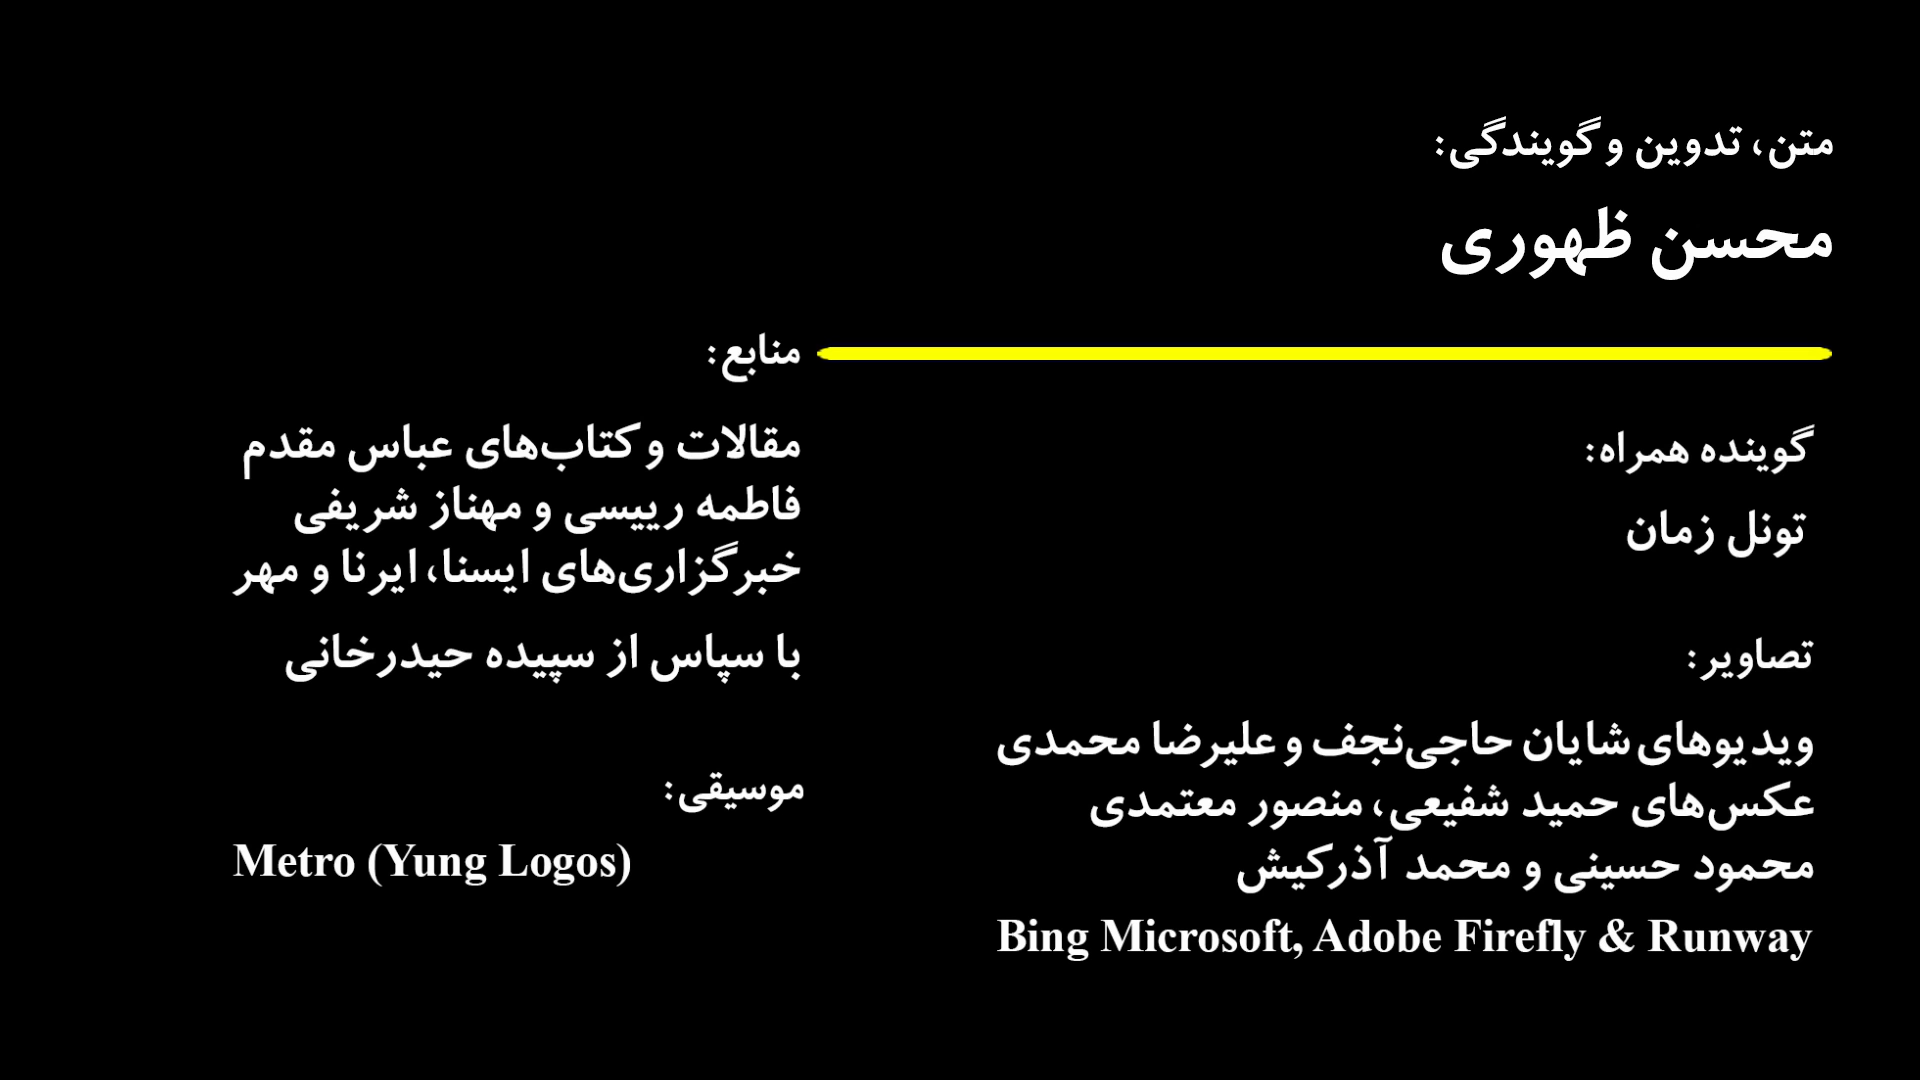 متن، تدوین و گویندگی:
محسن ظهوری
گوینده همراه:
تونل زمان
تصاویر:
ویدیوهای شایان حاجی‌نجف و علیرضا محمدی
عکس‌های حمید شفیعی، منصور معتمدی
محمود حسینی و محمد آذرکیش
Bing Microsoft, Adobe Firefly & Runway
منابع:
مقالات و کتاب‌های عباس مقدم
فاطمه رییسی و مهناز شریفی
خبرگزاری‌های ایسنا، ایرنا و مهر
با سپاس از سپیده حیدرخانی
موسیقی:
Metro (Yung Logos)